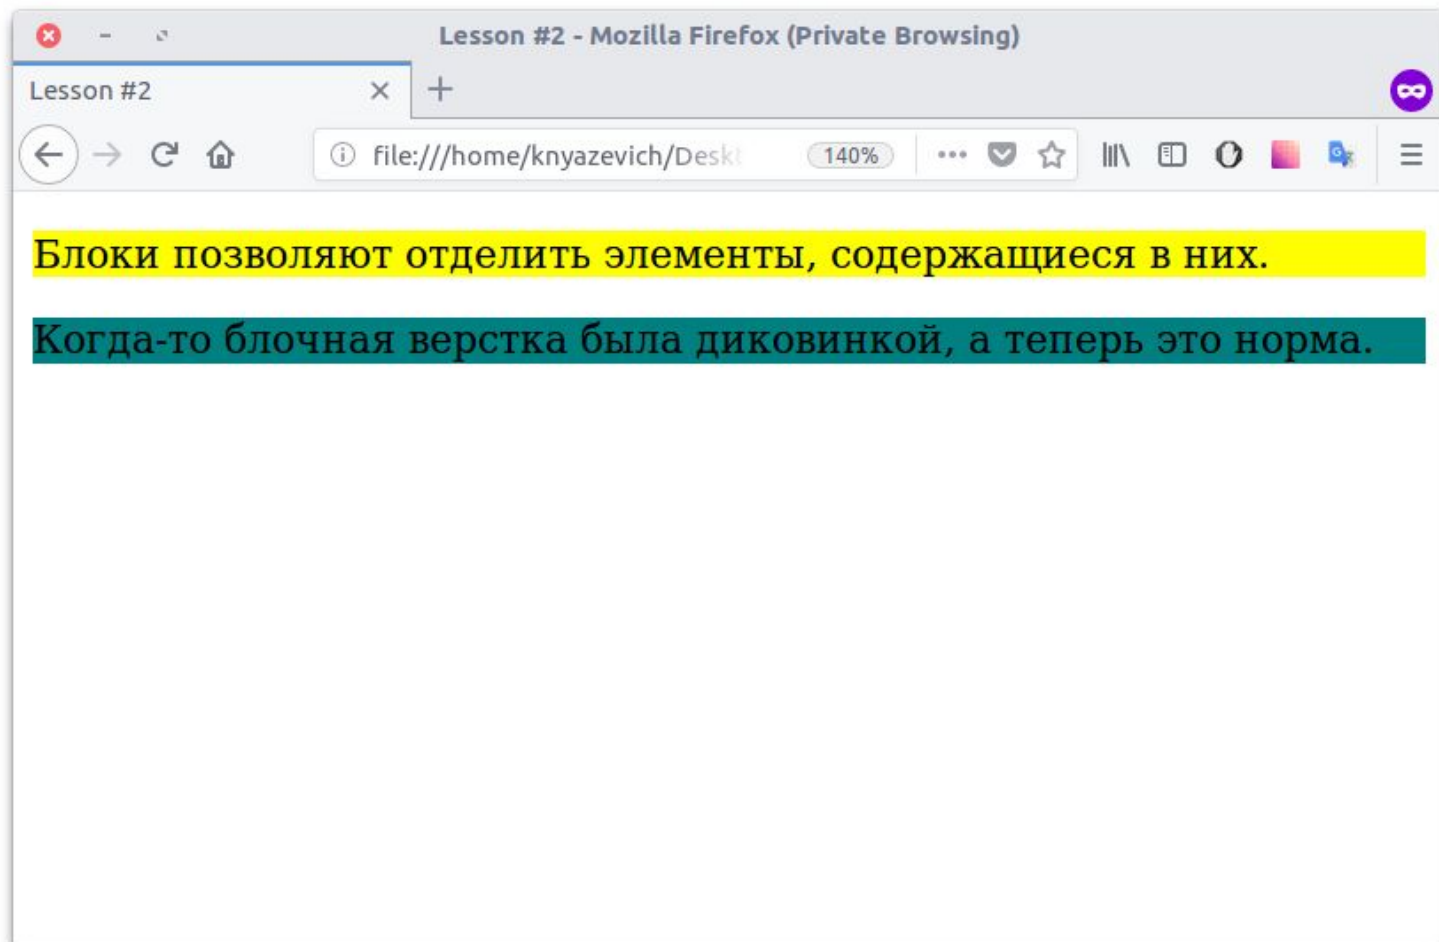 Lesson #2 - Mozilla Firefox (Private Browsing)
Lesson #2
file:///home/knyazevich/Desk
140%
Блоки позволяют отделить элементы, содержащиеся в них.
Когда-то блочная верстка была диковинкой, а теперь это норма.